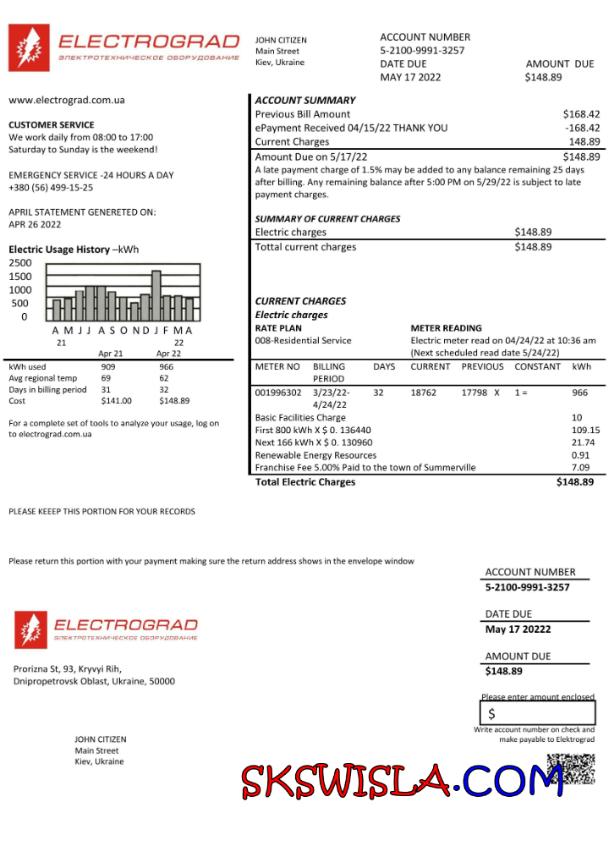 ELECTROGRAD
ЭЛЕКТРОТЕХНИЧЕСКОЕ ОБОРУДОВАНИЕ
JOHN CITIZEN
Main Street
Kiev, Ukraine
ACCOUNT NUMBER
5-2100-9991-3257
DATE DUE AMOUNT DUE
MAY 17 2022 $148.89
www.electrograd.com.ua
CUSTOMER SERVICE
We work daily from 08:00 to 17:00
Saturday to Sunday is the weekend!
EMERGENCY SERVICE -24 HOURS A DAY
+380 (56) 499-15-25
APRIL STATEMENT GENERETED ON:
APR 26 2022
Electric Usage History –kWh
2500
1500
1000
500
0
A M J J A S O N D J F M A
21 22
Apr 21 Apr 22
kWh used 909 966
Avg regional temp 69 62
Days in billing period 31 32
Cost $141.00 $148.89
For a complete set of tools to analyze your usage, log on
to electrograd.com.ua
ACCOUNT SUMMARY
Previous Bill Amount $168.42
ePayment Received 04/15/22 THANK YOU -168.42
Current Charges 148.89
Amount Due on 5/17/22 $148.89
A late payment charge of 1.5% may be added to any balance remaining 25 days
after billing. Any remaining balance after 5:00 PM on 5/29/22 is subject to late
payment charges.
SUMMARY OF CURRENT CHARGES
Electric charges $148.89
Tottal current charges $148.89
CURRENT CHARGES
Electric charges
RATE PLAN METER READING
008-Residential Service Electric meter read on 04/24/22 at 10:36 am
(Next scheduled read date 5/24/22)
METER NO BILLING PERIOD DAYS CURRENT PREVIOUS CONSTANT kWh
001996302 3/23/22-4/24/22 32 18762 17798 X 1 = 966
Basic Facilities Charge 10
First 800 kWh X $ 0. 136440 109.15
Next 166 kWh X $ 0. 130960 21.74
Renewable Energy Resources 0.91
Franchise Fee 5.00% Paid to the town of Summerville 7.09
Total Electric Charges $148.89
PLEASE KEEEP THIS PORTION FOR YOUR RECORDS
Please return this portion with your payment making sure the return address shows in the envelope window
ACCOUNT NUMBER
5-2100-9991-3257
DATE DUE
May 17 20222
AMOUNT DUE
$148.89
Please enter amount enclosed
$
Write account number on check and
make payable to Elektrograd
ELECTROGRAD
ЭЛЕКТРОТЕХНИЧЕСКОЕ ОБОРУДОВАНИЕ
Prorizna St, 93, Kryvyi Rih,
Dnipropetrovsk Oblast, Ukraine, 50000
JOHN CITIZEN
Main Street
Kiev, Ukraine
SKSWISLA.COM